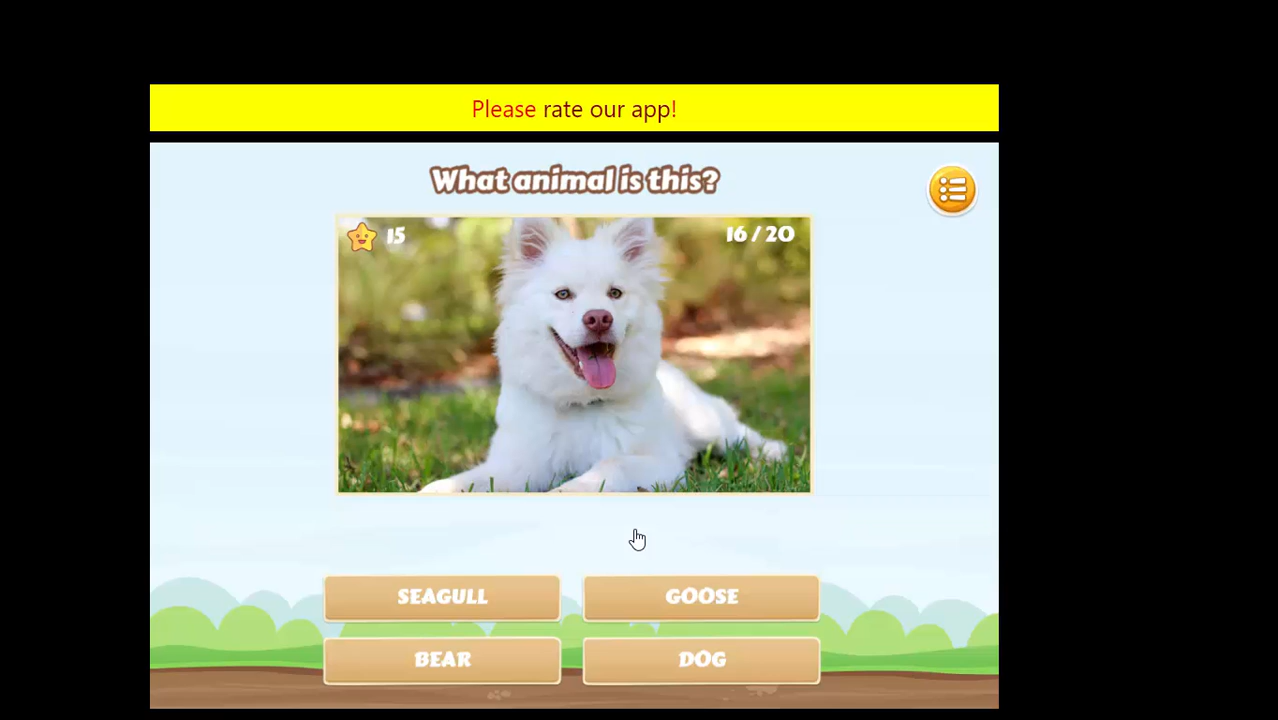 Please rate our app!
What animal is this?
15
16 / 20
SEAGULL
GOOSE
BEAR
DOG